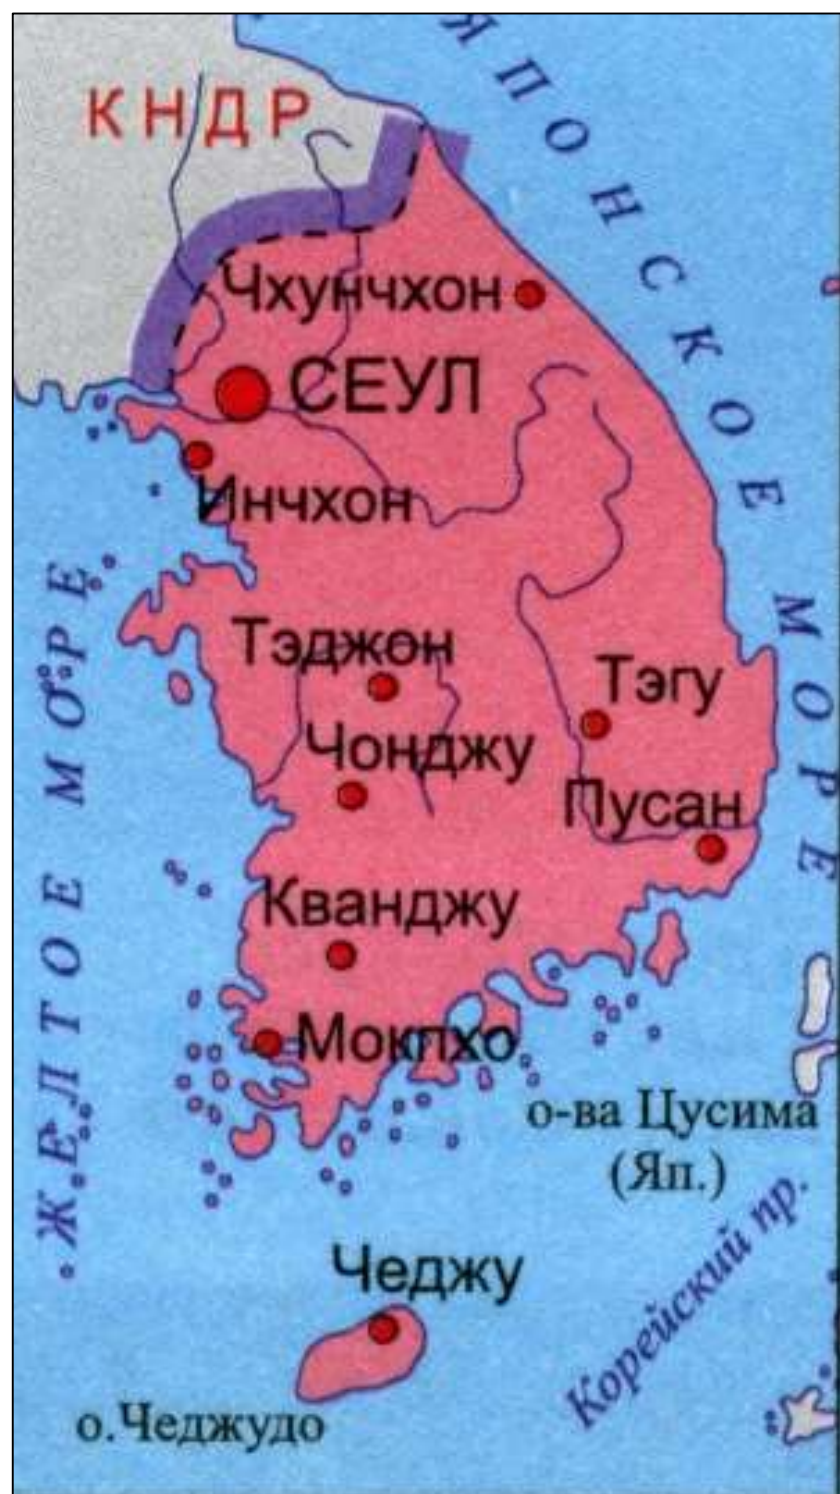 ЯПОНСКОЕ МОРЕ
КНДР
Чхунчхон
СЕУЛ
Инчхон
ЖЕЛТОЕ МОРЕ
Тэджон
Тэгу
Чонджу
Пусан
Кванджу
Мокпхо
о-ва Цусима
(Яп.)
Корейский пр.
Чеджу
о.Чеджудо